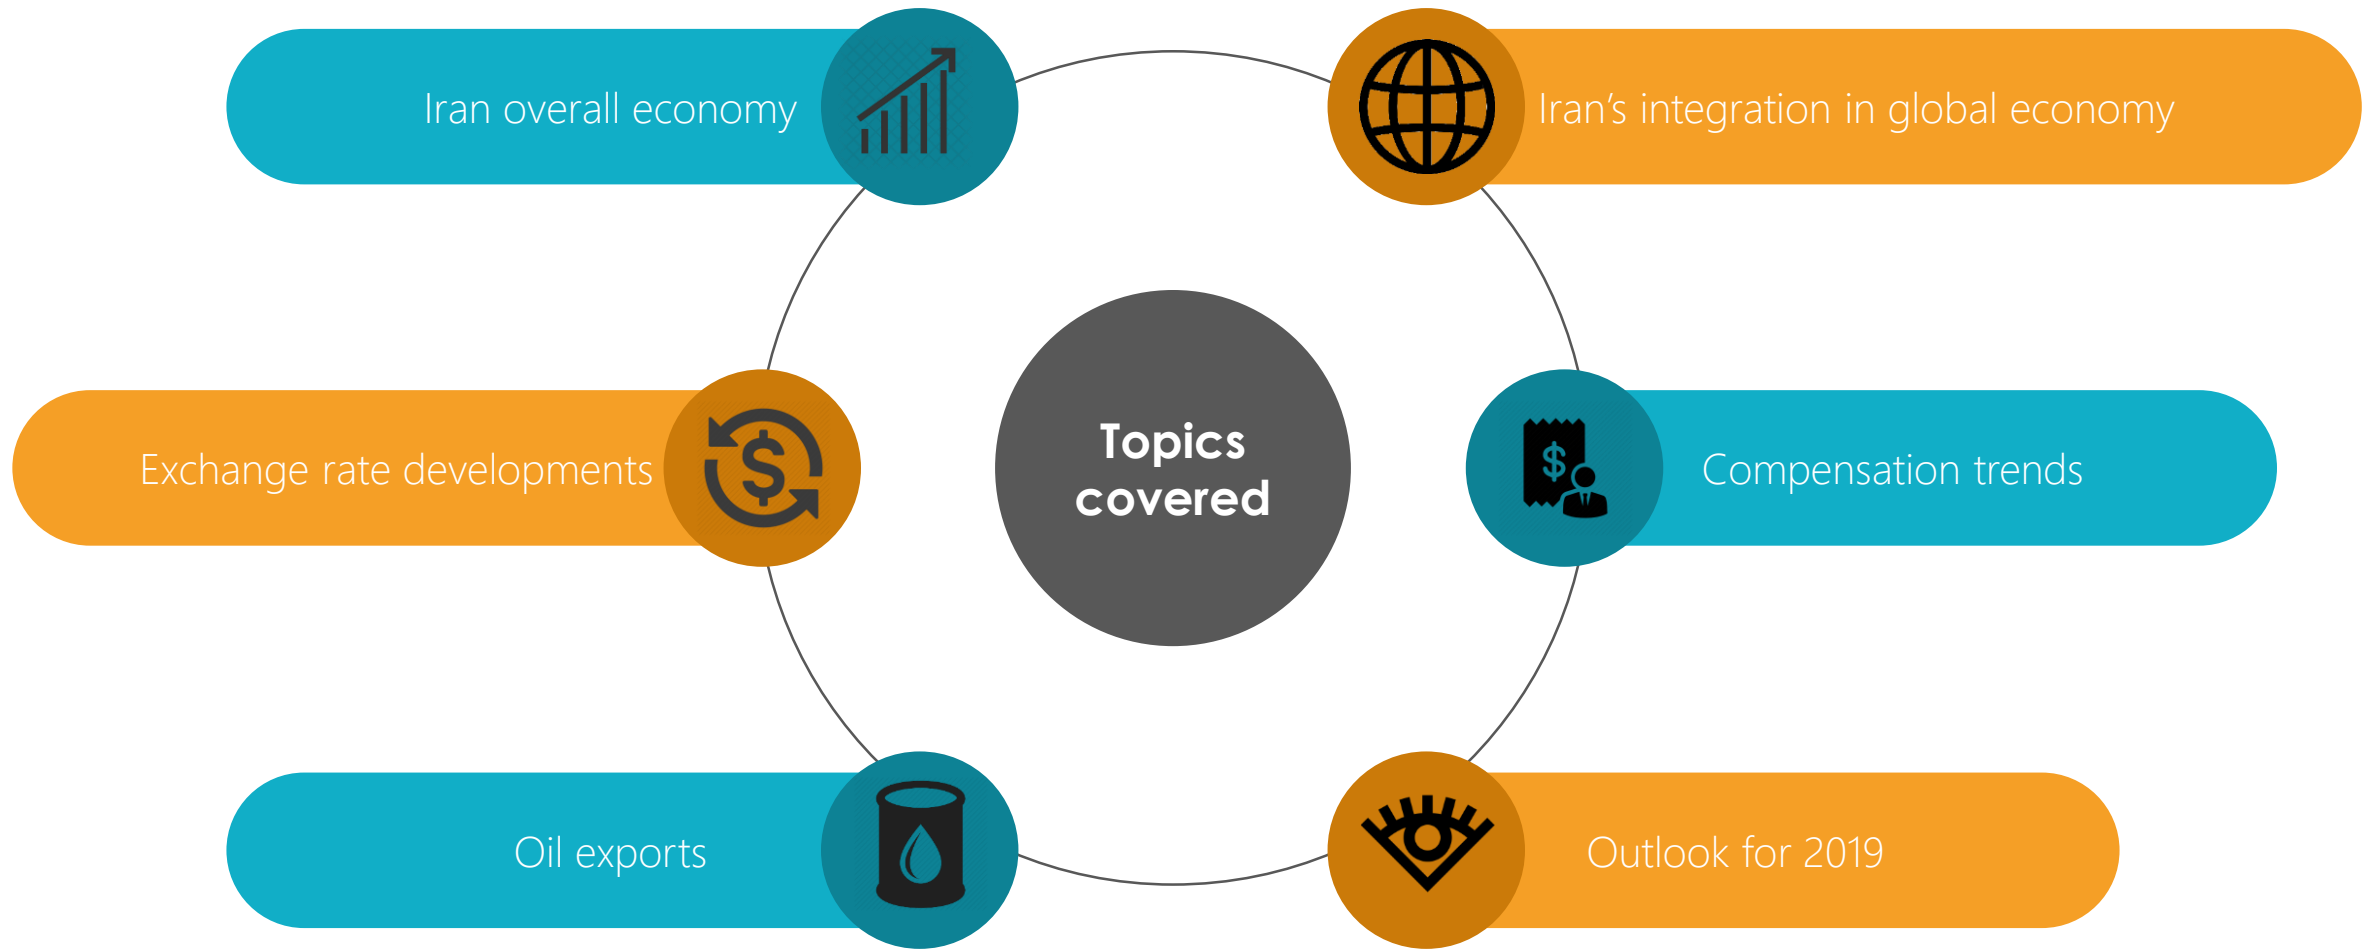 Iran overall economy
Iran’s integration in global economy
Exchange rate developments
Topics
covered
Compensation trends
Oil exports
Outlook for 2019